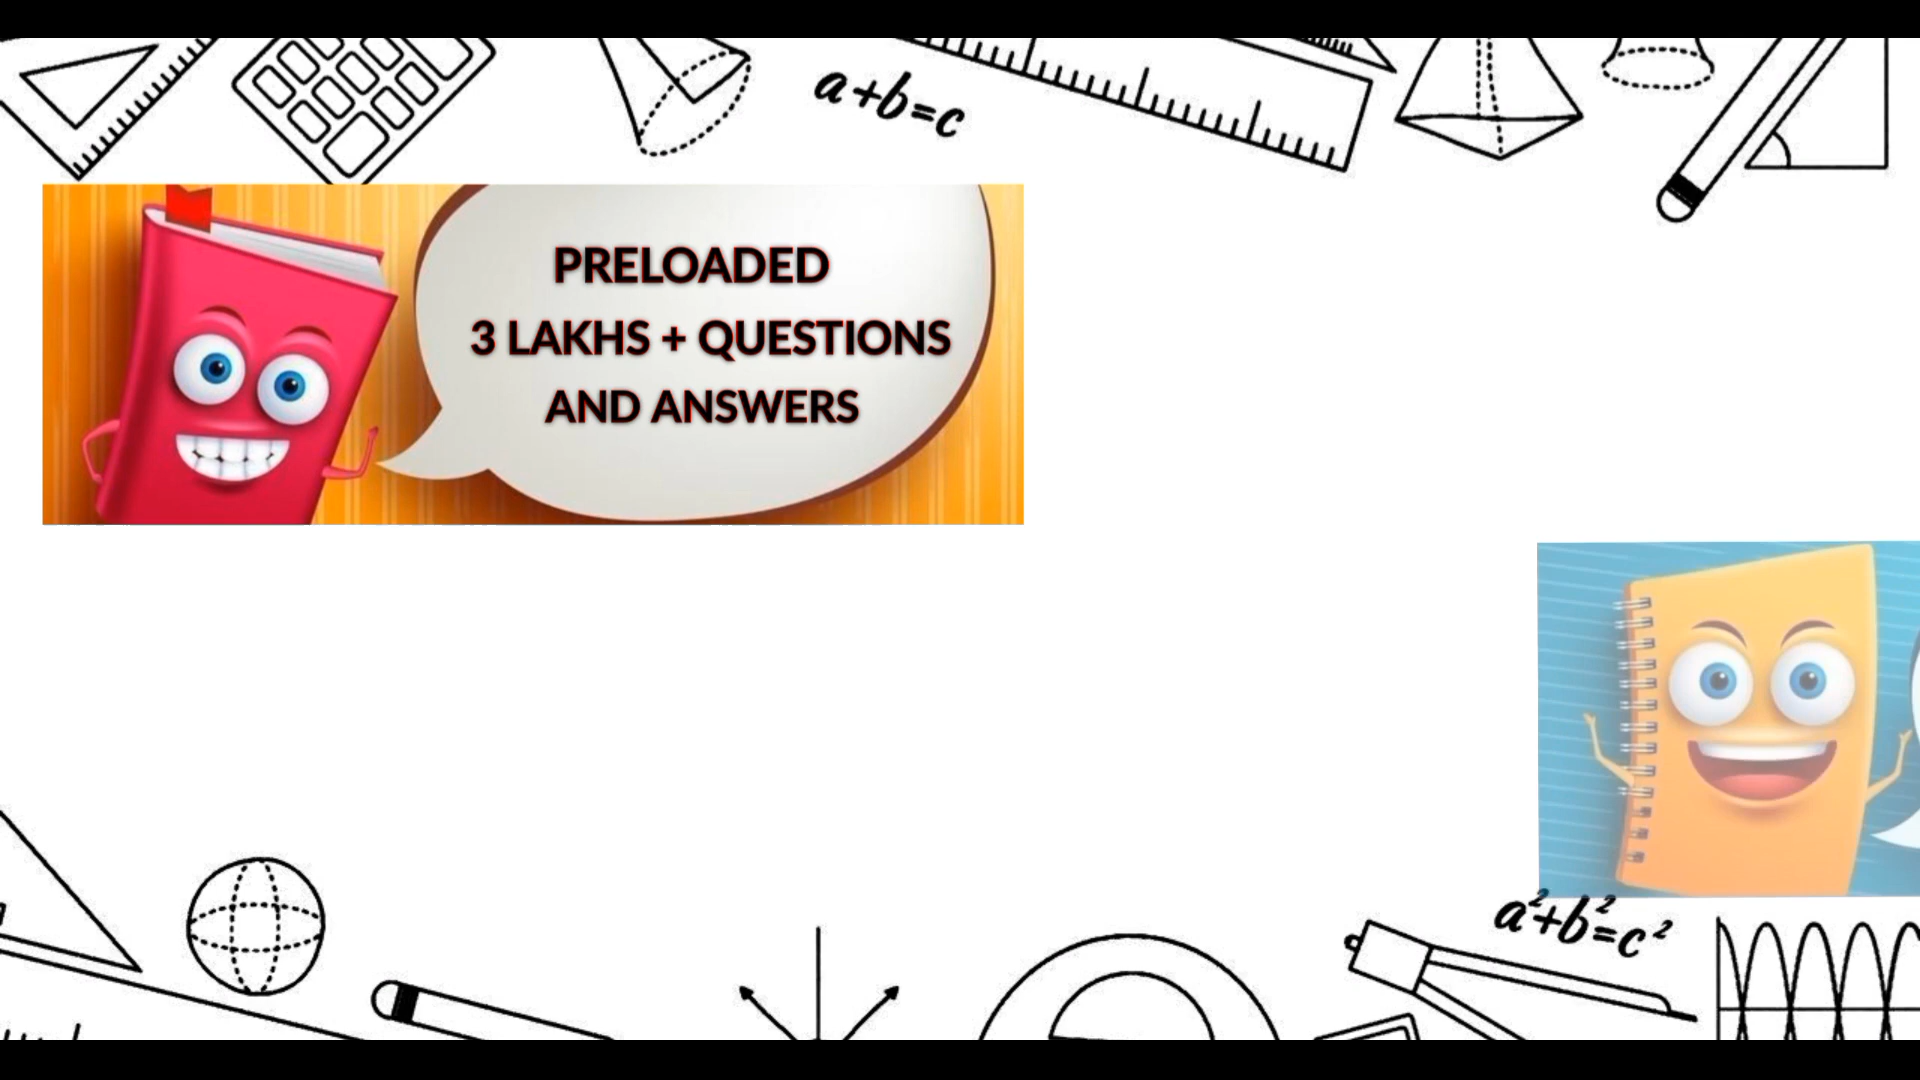 a+b=c
PRELOADED
3 LAKHS + QUESTIONS
AND ANSWERS
a²+b²=c²